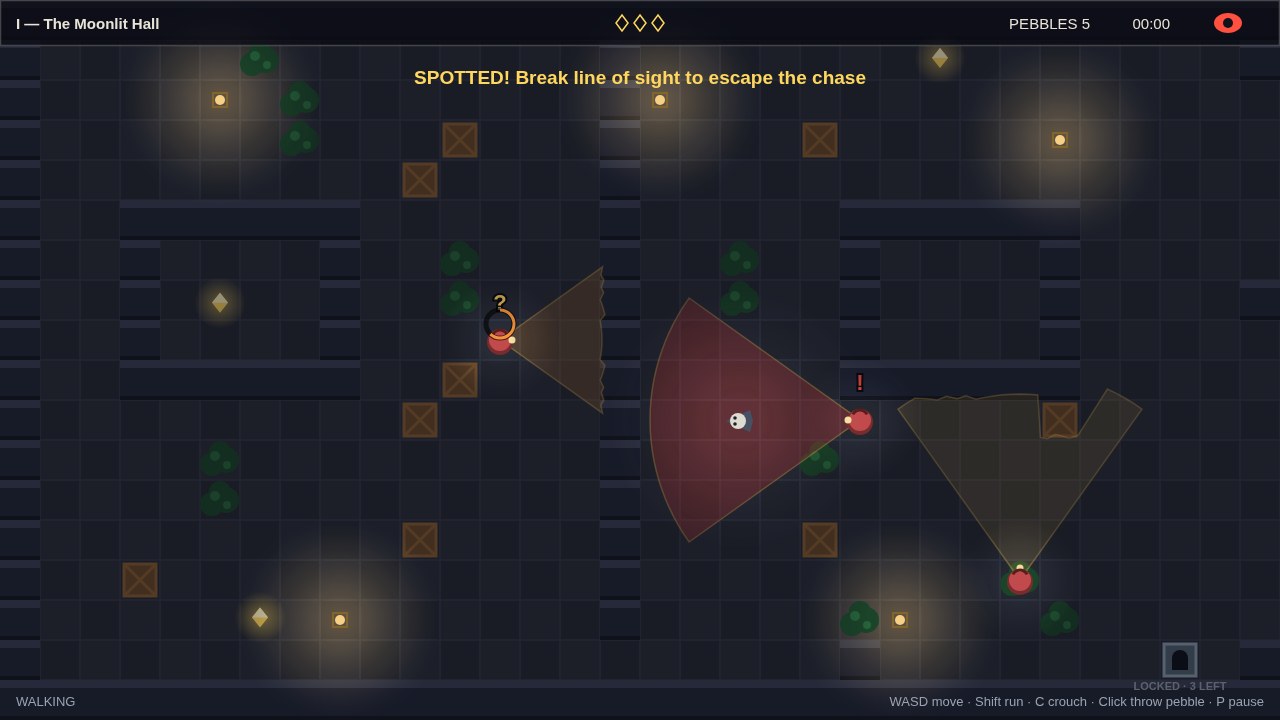 I — The Moonlit Hall
PEBBLES 5
00:00
SPOTTED! Break line of sight to escape the chase
?
!
LOCKED · 3 LEFT
WALKING
WASD move · Shift run · C crouch · Click throw pebble · P pause